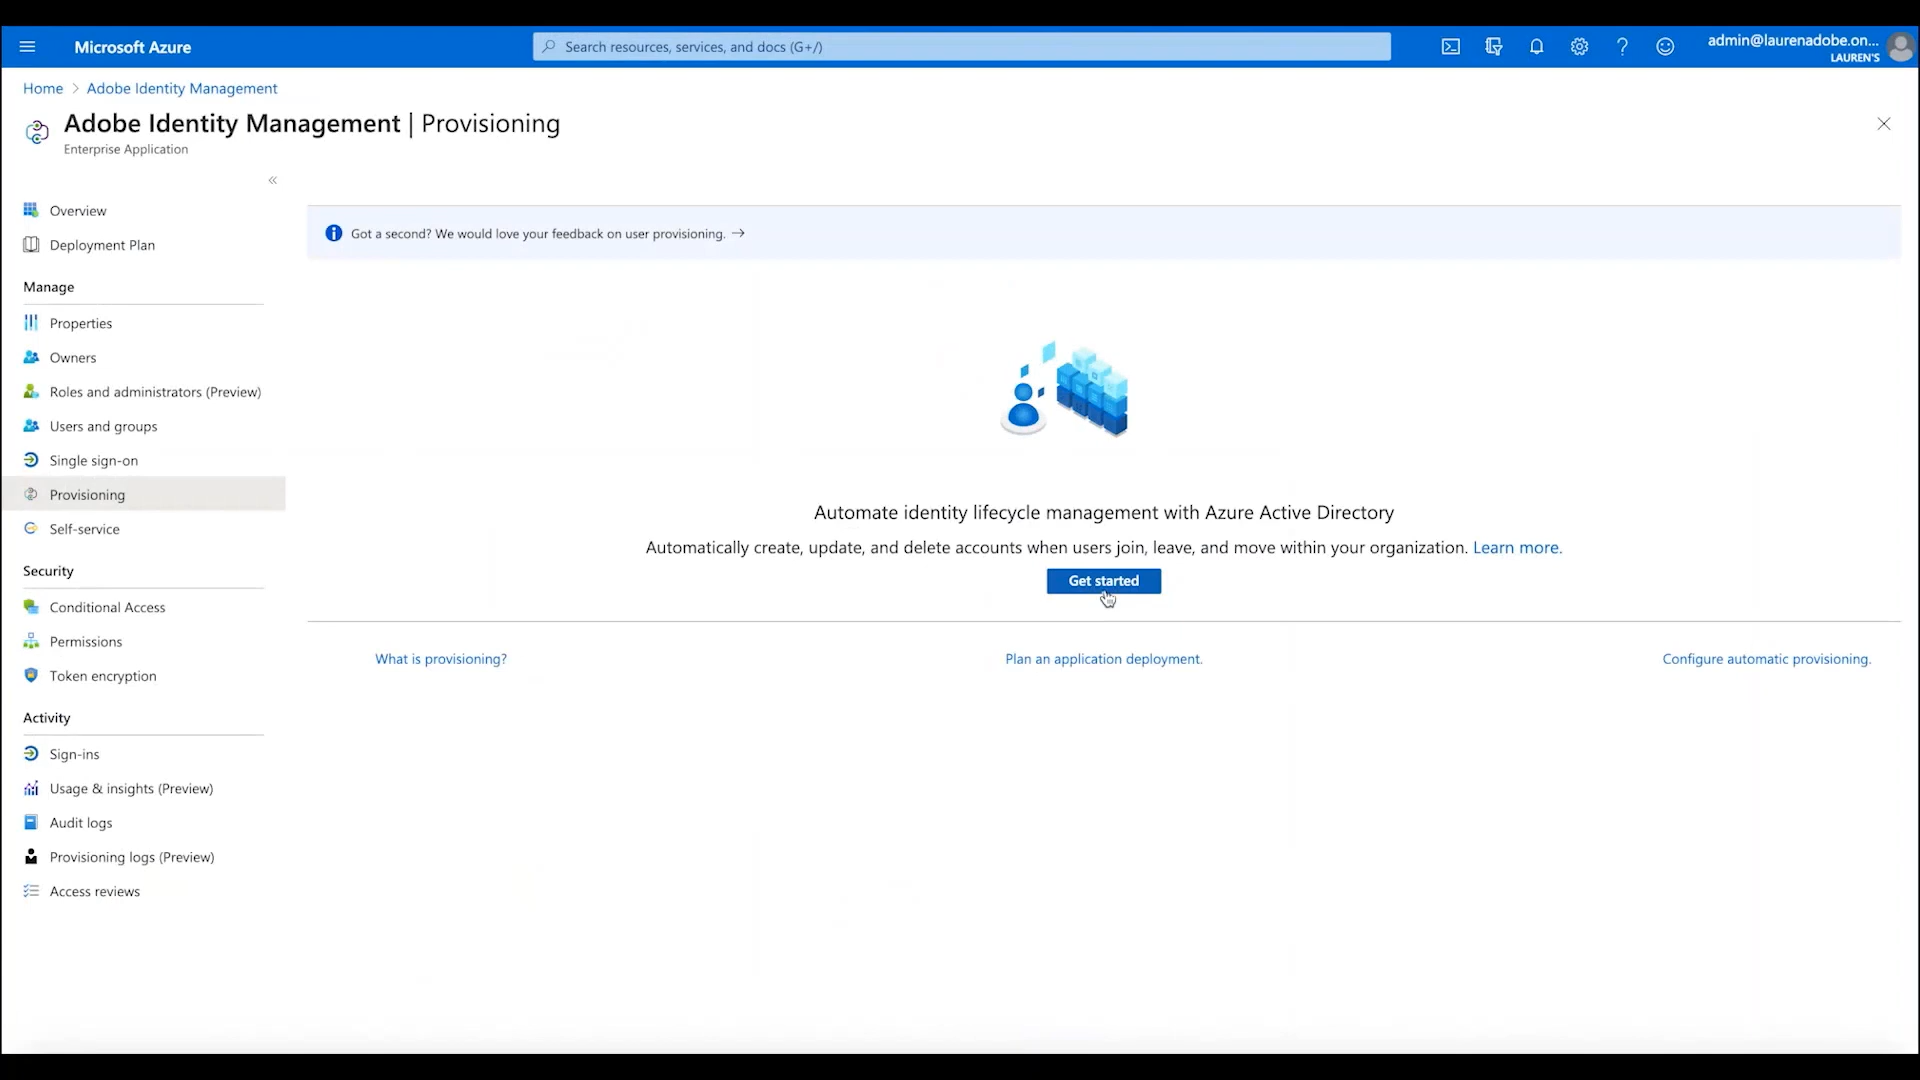 Microsoft Azure
Search resources, services, and docs (G+/)
admin@laurenadobe.on...
LAUREN'S
Home > Adobe Identity Management
Adobe Identity Management | Provisioning
Enterprise Application
Overview
Deployment Plan
Manage
Properties
Owners
Roles and administrators (Preview)
Users and groups
Single sign-on
Provisioning
Self-service
Security
Conditional Access
Permissions
Token encryption
Activity
Sign-ins
Usage & insights (Preview)
Audit logs
Provisioning logs (Preview)
Access reviews
Got a second? We would love your feedback on user provisioning. →
Automate identity lifecycle management with Azure Active Directory
Automatically create, update, and delete accounts when users join, leave, and move within your organization. Learn more.
Get started
What is provisioning?
Plan an application deployment.
Configure automatic provisioning.